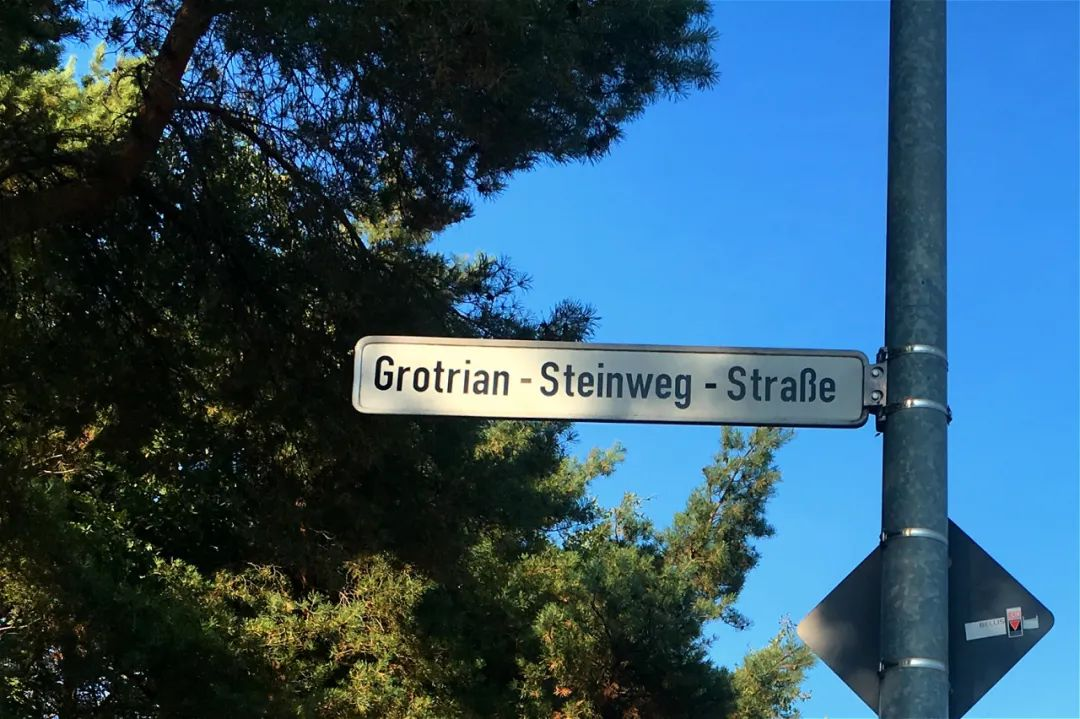 Grotrian - Steinweg - Straße